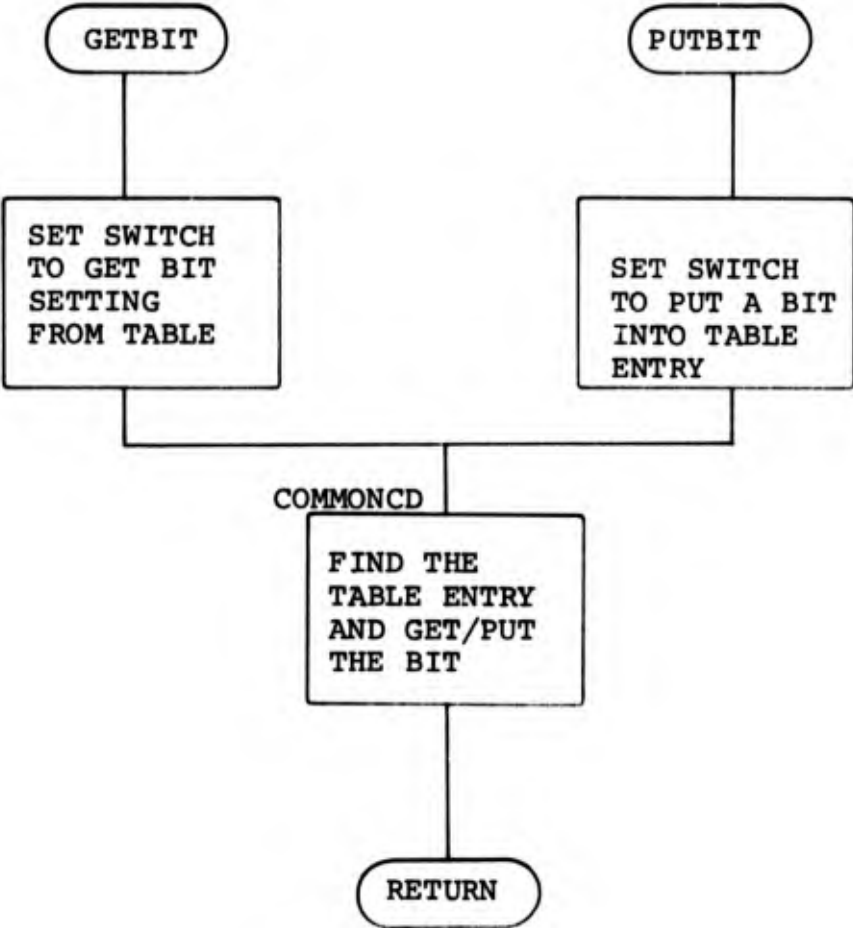 GETBIT
PUTBIT
SET SWITCH
TO GET BIT
SETTING
FROM TABLE
SET SWITCH
TO PUT A BIT
INTO TABLE
ENTRY
COMMONCD
FIND THE
TABLE ENTRY
AND GET/PUT
THE BIT
RETURN